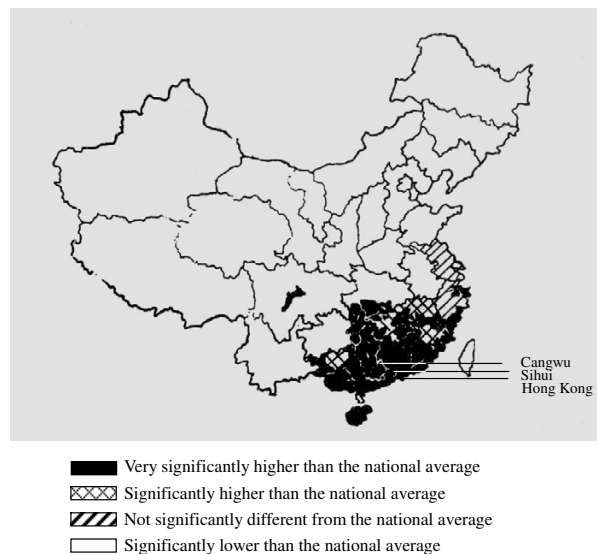 Cangwu
Sihui
Hong Kong
Very significantly higher than the national average
Significantly higher than the national average
Not significantly different from the national average
Significantly lower than the national average